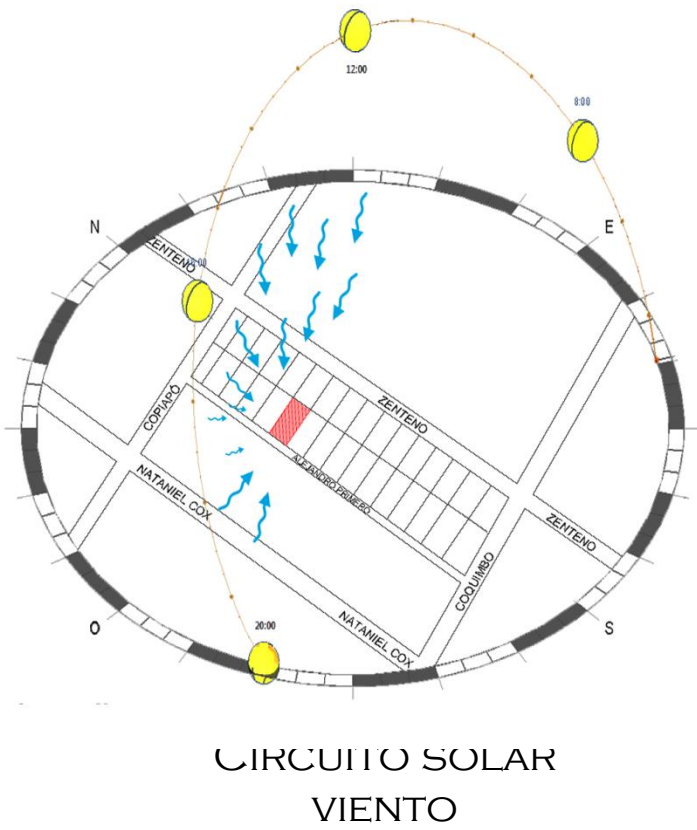 12:00
8:00
N
E
ZENTENO
COPIAPÓ
ZENTENO
ALEJANDRO PRIMERO
NATANIEL COX
ZENTENO
COQUIMBO
O
20:00
NATANIEL COX
S
CIRCUITO SOLAR
VIENTO